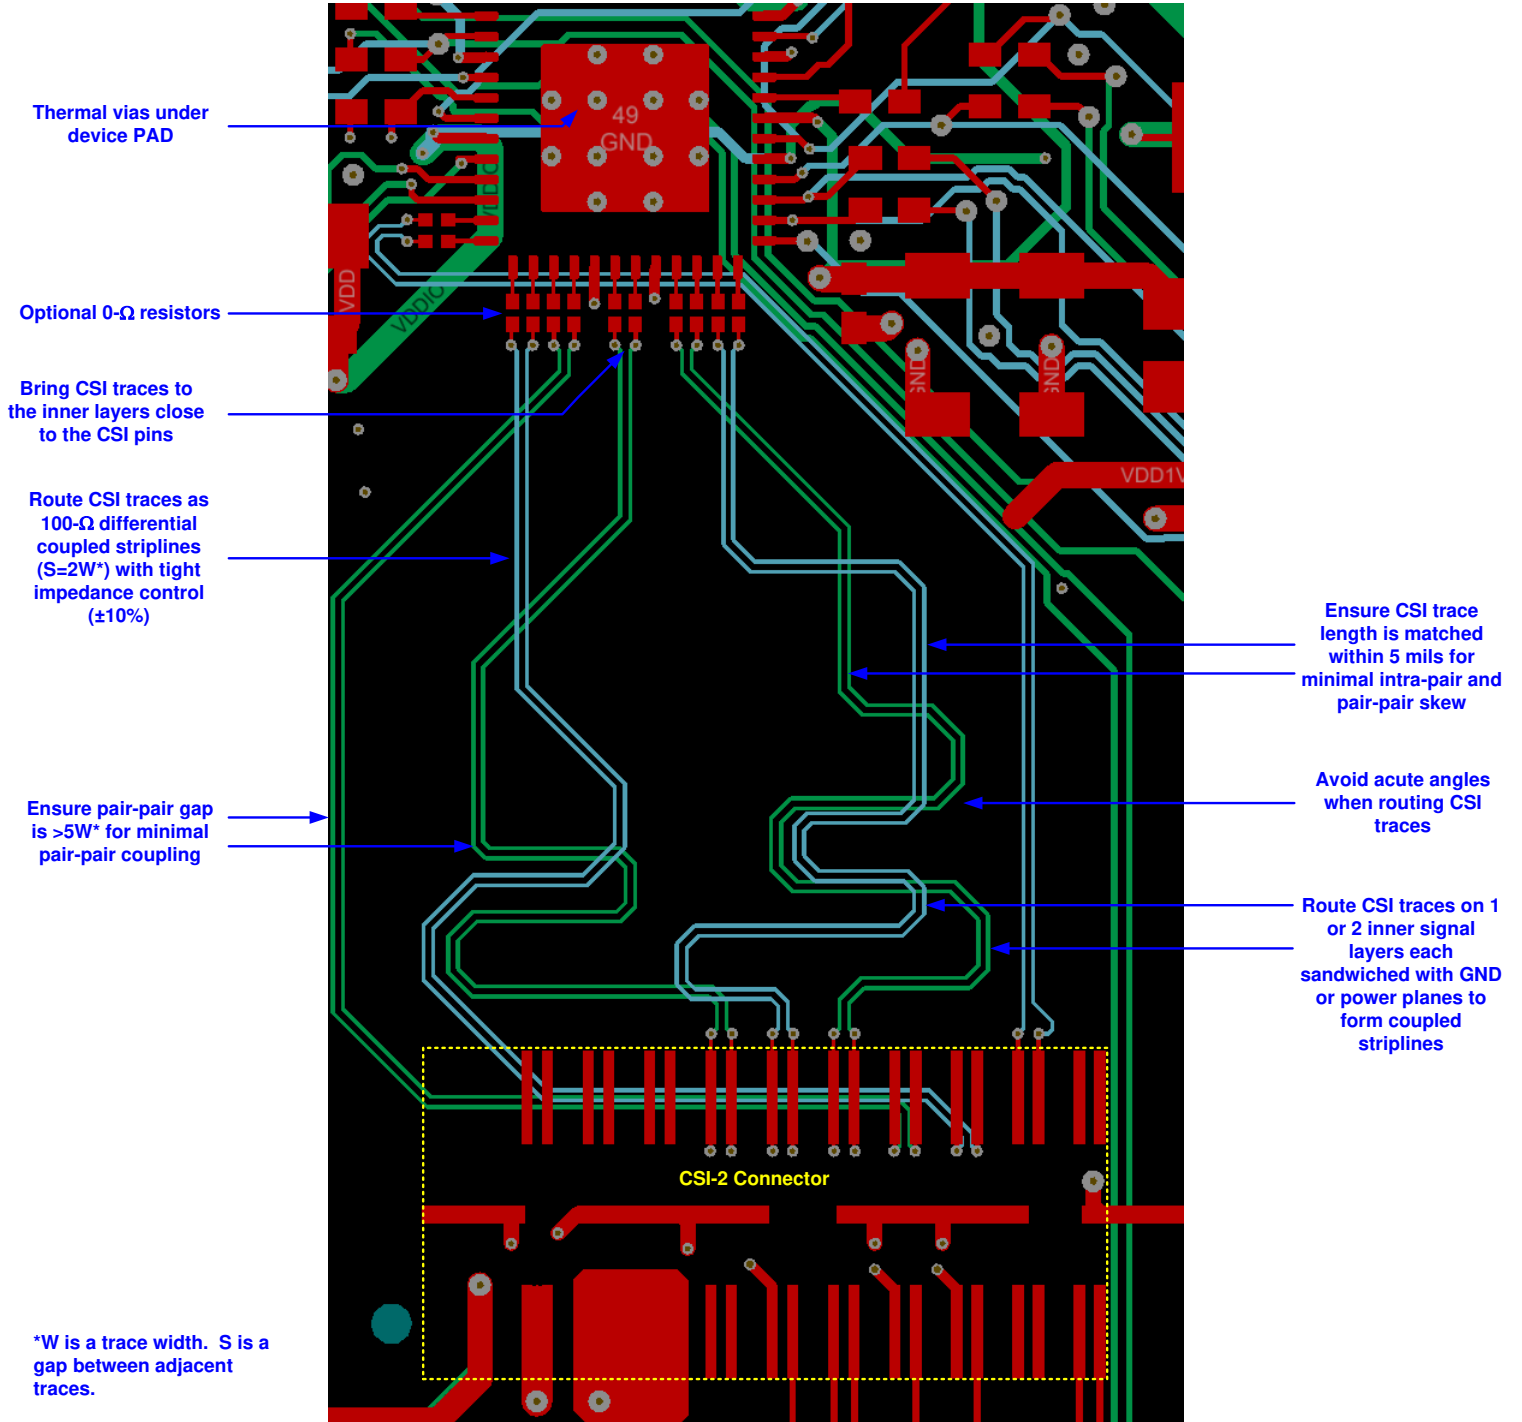 Thermal vias under
device PAD
Optional 0-Ω resistors
Bring CSI traces to
the inner layers close
to the CSI pins
Route CSI traces as
100-Ω differential
coupled striplines
(S=2W*) with tight
impedance control
(±10%)
Ensure pair-pair gap
is >5W* for minimal
pair-pair coupling
*W is a trace width.  S is a
gap between adjacent
traces.
49
GND
VDDIO
VDD
VDDIO
GND
GND
VDD1V
CSI-2 Connector
Ensure CSI trace
length is matched
within 5 mils for
minimal intra-pair and
pair-pair skew
Avoid acute angles
when routing CSI
traces
Route CSI traces on 1
or 2 inner signal
layers each
sandwiched with GND
or power planes to
form coupled
striplines